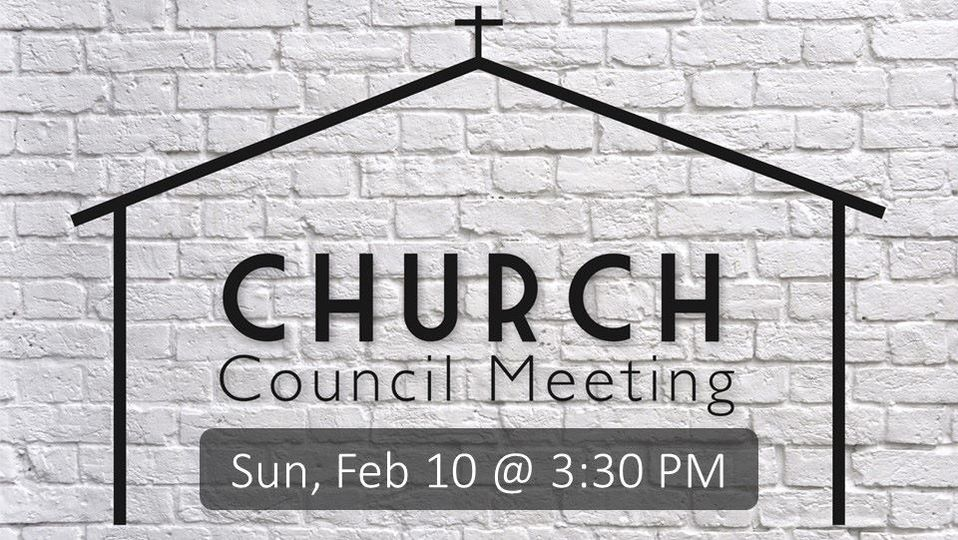 CHURCH
Council Meeting
Sun, Feb 10 @ 3:30 PM